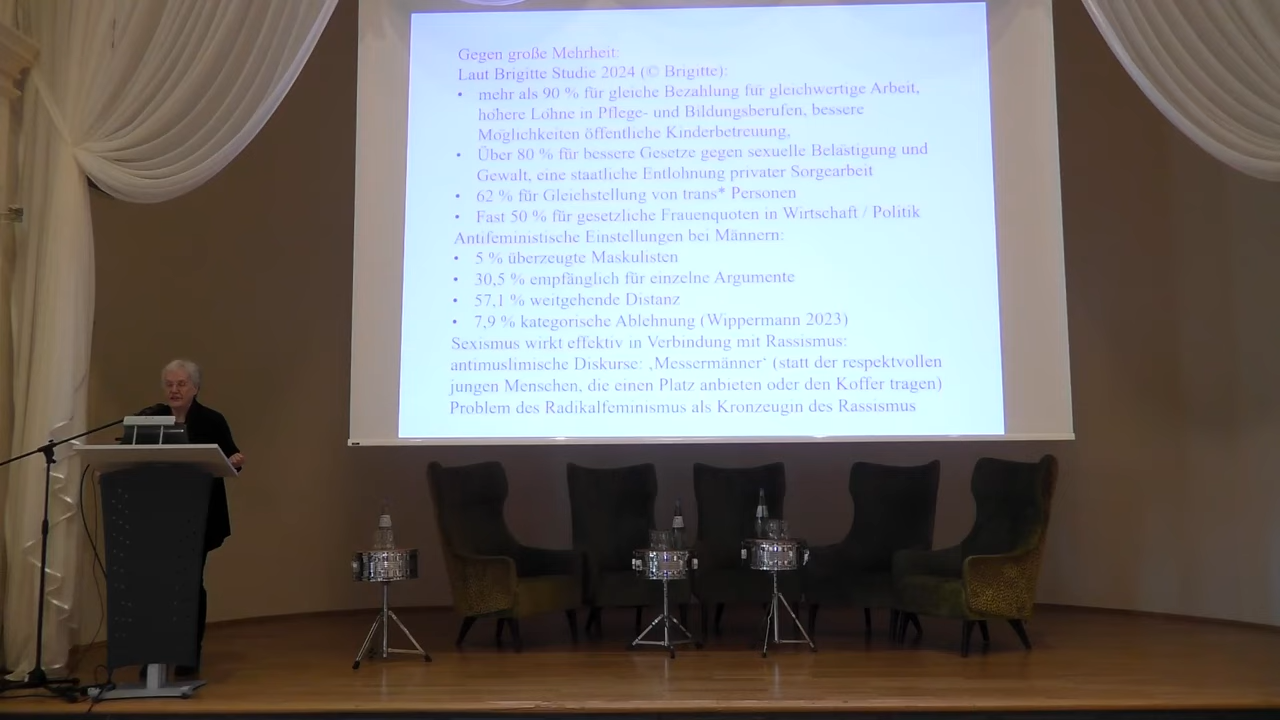 Gegen große Mehrheit:
Laut Brigitte Studie 2024 (© Brigitte):
• mehr als 90 % für gleiche Bezahlung für gleichwertige Arbeit,
höhere Löhne in Pflege- und Bildungsberufen, bessere
Möglichkeiten öffentliche Kinderbetreuung,
• Über 80 % für bessere Gesetze gegen sexuelle Belästigung und
Gewalt, eine staatliche Entlohnung privater Sorgearbeit
• 62 % für Gleichstellung von trans* Personen
• Fast 50 % für gesetzliche Frauenquoten in Wirtschaft / Politik
Antifeministische Einstellungen bei Männern:
• 5 % überzeugte Maskulisten
• 30,5 % empfänglich für einzelne Argumente
• 57,1 % weitgehende Distanz
• 7,9 % kategorische Ablehnung (Wippermann 2023)
Sexismus wirkt effektiv in Verbindung mit Rassismus:
antimuslimische Diskurse: ‚Messermänner‘ (statt der respektvollen
jungen Menschen, die einen Platz anbieten oder den Koffer tragen)
Problem des Radikalfeminismus als Kronzeugin des Rassismus